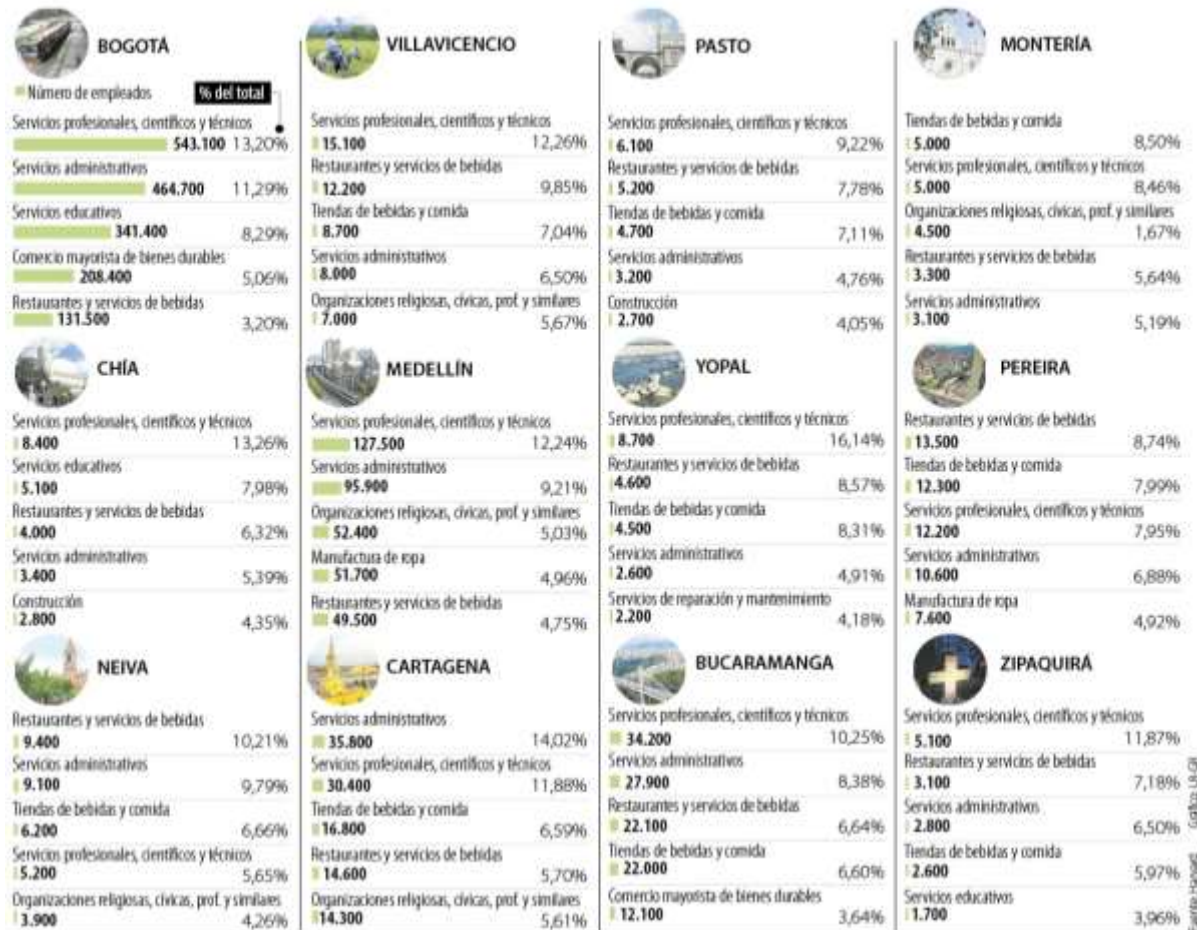 BOGOTÁ
Número de empleados
% del total
Servicios profesionales, científicos y técnicos
543.100 13,20%
Servicios administrativos
464.700 11,29%
Servicios educativos
341.400 8,29%
Comercio mayorista de bienes durables
208.400 5,06%
Restaurantes y servicios de bebidas
131.500 3,20%
VILLAVICENCIO
Servicios profesionales, científicos y técnicos
15.100 12,26%
Restaurantes y servicios de bebidas
12.200 9,85%
Tiendas de bebidas y comida
8.700 7,04%
Servicios administrativos
8.000 6,50%
Organizaciones religiosas, cívicas, prof. y similares
7.000 5,67%
PASTO
Servicios profesionales, científicos y técnicos
6.100 9,22%
Restaurantes y servicios de bebidas
5.200 7,78%
Tiendas de bebidas y comida
4.700 7,11%
Servicios administrativos
3.200 4,76%
Construcción
2.700 4,05%
MONTERÍA
Tiendas de bebidas y comida
5.000 8,50%
Servicios profesionales, científicos y técnicos
5.000 8,46%
Organizaciones religiosas, cívicas, prof. y similares
4.500 1,67%
Restaurantes y servicios de bebidas
3.300 5,64%
Servicios administrativos
3.100 5,19%
CHÍA
Servicios profesionales, científicos y técnicos
8.400 13,26%
Servicios educativos
5.100 7,98%
Restaurantes y servicios de bebidas
4.000 6,32%
Servicios administrativos
3.400 5,39%
Construcción
2.800 4,35%
MEDELLÍN
Servicios profesionales, científicos y técnicos
127.500 12,24%
Servicios administrativos
95.900 9,21%
Organizaciones religiosas, cívicas, prof. y similares
52.400 5,03%
Manufactura de ropa
51.700 4,96%
Restaurantes y servicios de bebidas
49.500 4,75%
YOPAL
Servicios profesionales, científicos y técnicos
8.700 16,14%
Restaurantes y servicios de bebidas
4.600 8,57%
Tiendas de bebidas y comida
4.500 8,31%
Servicios administrativos
2.600 4,91%
Servicios de reparación y mantenimiento
2.200 4,18%
PEREIRA
Restaurantes y servicios de bebidas
13.500 8,74%
Tiendas de bebidas y comida
12.300 7,99%
Servicios profesionales, científicos y técnicos
12.200 7,95%
Servicios administrativos
10.600 6,88%
Manufactura de ropa
7.600 4,92%
NEIVA
Restaurantes y servicios de bebidas
9.400 10,21%
Servicios administrativos
9.100 9,79%
Tiendas de bebidas y comida
6.200 6,66%
Servicios profesionales, científicos y técnicos
5.200 5,65%
Organizaciones religiosas, cívicas, prof. y similares
3.900 4,26%
CARTAGENA
Servicios administrativos
35.800 14,02%
Servicios profesionales, científicos y técnicos
30.400 11,88%
Tiendas de bebidas y comida
16.800 6,59%
Restaurantes y servicios de bebidas
14.600 5,70%
Organizaciones religiosas, cívicas, prof. y similares
14.300 5,61%
BUCARAMANGA
Servicios profesionales, científicos y técnicos
34.200 10,25%
Servicios administrativos
27.900 8,38%
Restaurantes y servicios de bebidas
22.100 6,64%
Tiendas de bebidas y comida
22.000 6,60%
Comercio mayorista de bienes durables
12.100 3,64%
ZIPAQUIRÁ
Servicios profesionales, científicos y técnicos
5.100 11,87%
Restaurantes y servicios de bebidas
3.100 7,18%
Servicios administrativos
2.800 6,50%
Tiendas de bebidas y comida
2.600 5,97%
Servicios educativos
1.700 3,96%
Fuente: Gráfico: LR-GR